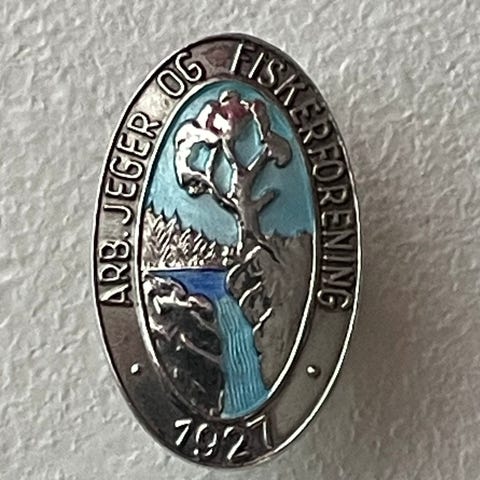 ARB. JEGER OG FISKERFORENING
1927